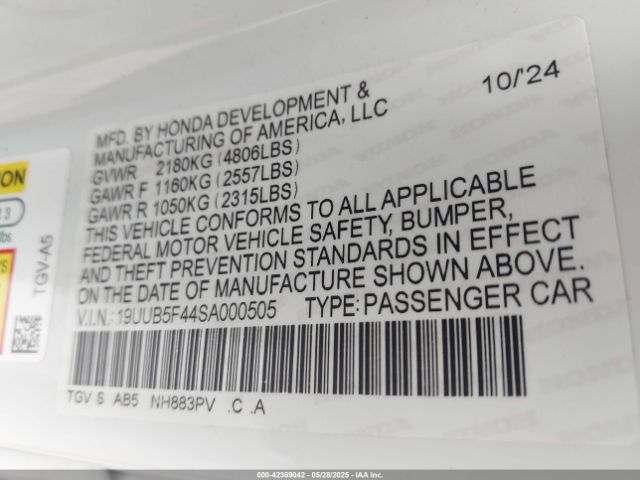 10/'24
MFD. BY HONDA DEVELOPMENT &
MANUFACTURING OF AMERICA, LLC
GVWR 2180KG (4806LBS)
GAWR F 1160KG (2557LBS)
GAWR R 1050KG (2315LBS)
THIS VEHICLE CONFORMS TO ALL APPLICABLE
FEDERAL MOTOR VEHICLE SAFETY, BUMPER,
AND THEFT PREVENTION STANDARDS IN EFFECT
ON THE DATE OF MANUFACTURE SHOWN ABOVE.
V.I.N.:19UUB5F44SA000505 TYPE:PASSENGER CAR
TGV S AB5 NH883PV .C .A
TGV-A5
000-42369042 05/28/2025 IAA Inc.